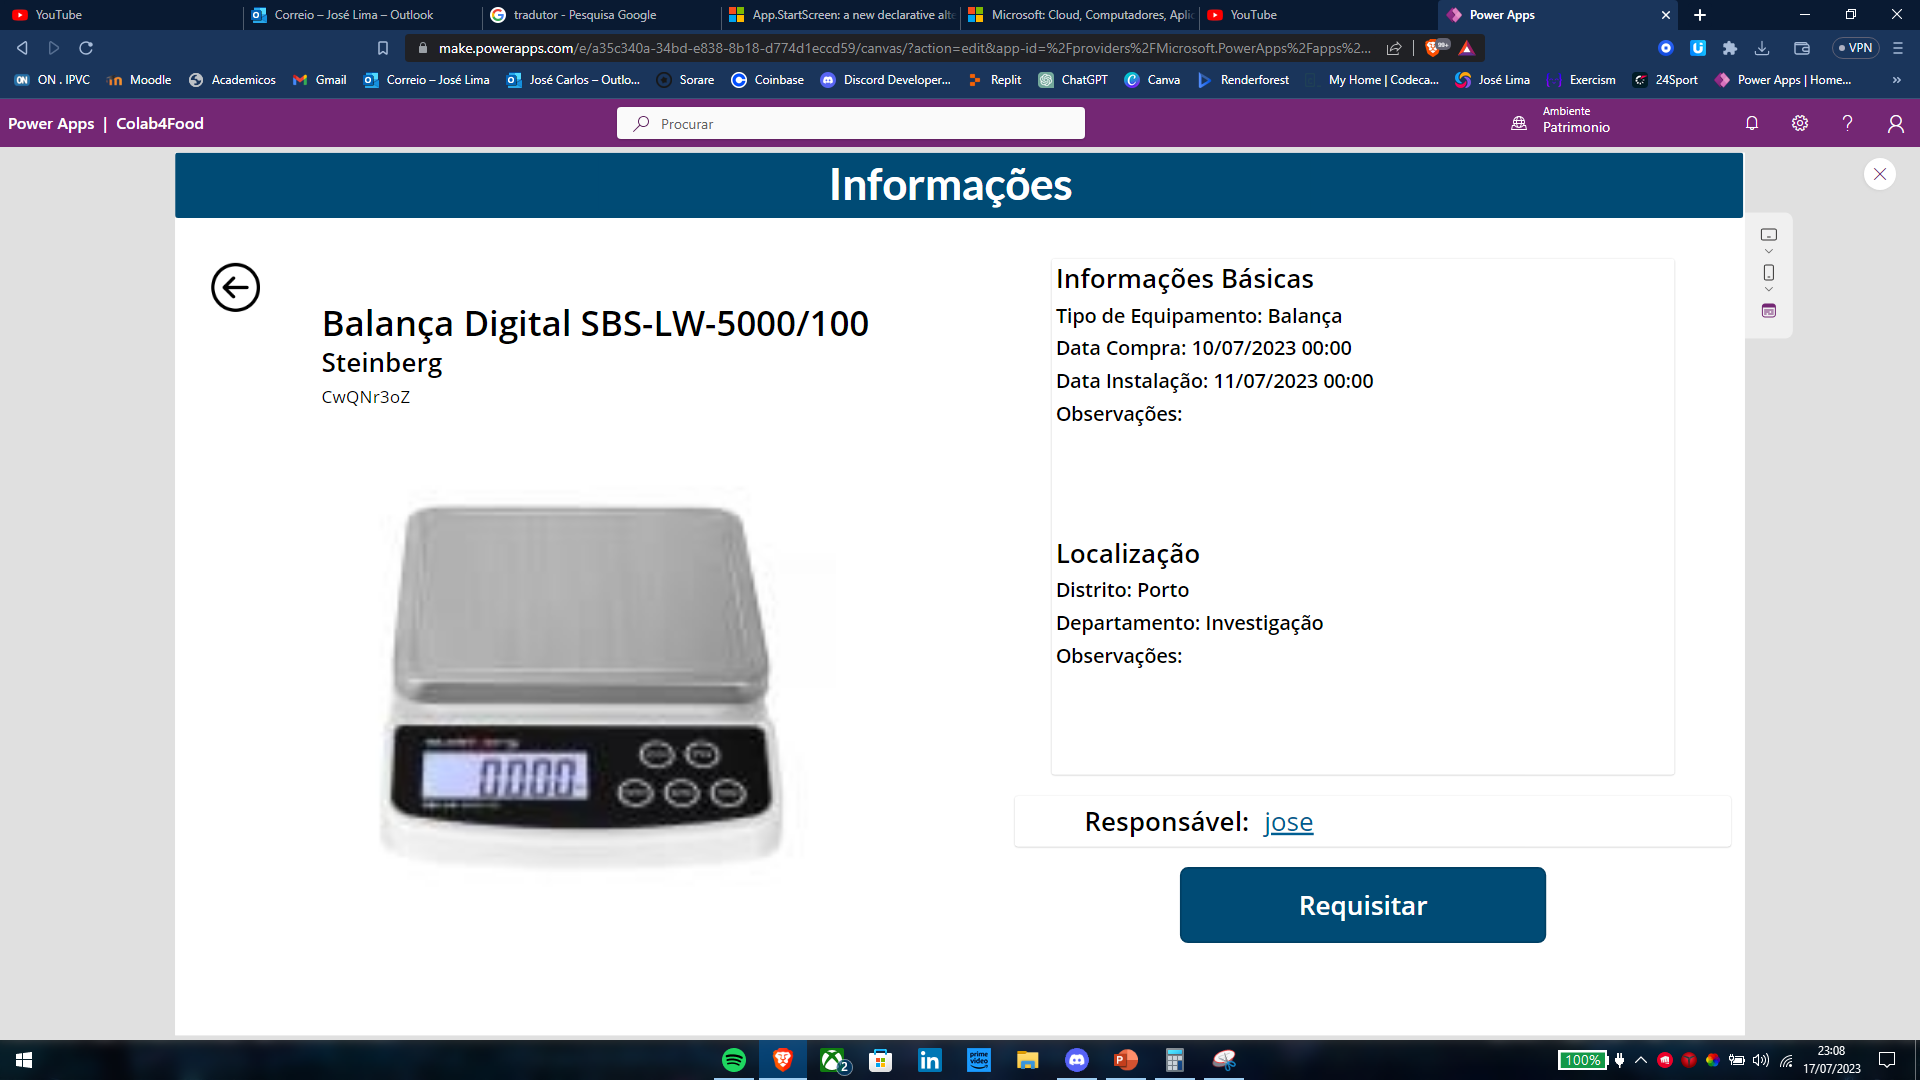 YouTube
Correio – José Lima – Outlook
tradutor - Pesquisa Google
App.StartScreen: a new declarative alte
Microsoft: Cloud, Computadores, Aplic
YouTube
Power Apps
make.powerapps.com/e/a35c340a-34bd-e838-8b18-d774d1eccd59/canvas/?action=edit&app-id=%2Fproviders%2FMicrosoft.PowerApps%2Fapps%2...
99+
VPN
ON . IPVC
Moodle
Academicos
Gmail
Correio – José Lima
José Carlos – Outlo...
Sorare
Coinbase
Discord Developer...
Replit
ChatGPT
Canva
Renderforest
My Home | Codeca...
José Lima
Exercism
24Sport
Power Apps | Home...
Power Apps | Colab4Food
Procurar
Ambiente
Patrimonio
Informações
Balança Digital SBS-LW-5000/100
Steinberg
CwQNr3oZ
0000
Informações Básicas
Tipo de Equipamento: Balança
Data Compra: 10/07/2023 00:00
Data Instalação: 11/07/2023 00:00
Observações:
Localização
Distrito: Porto
Departamento: Investigação
Observações:
Responsável: jose
Requisitar
2
prime video
100%
23:08
17/07/2023